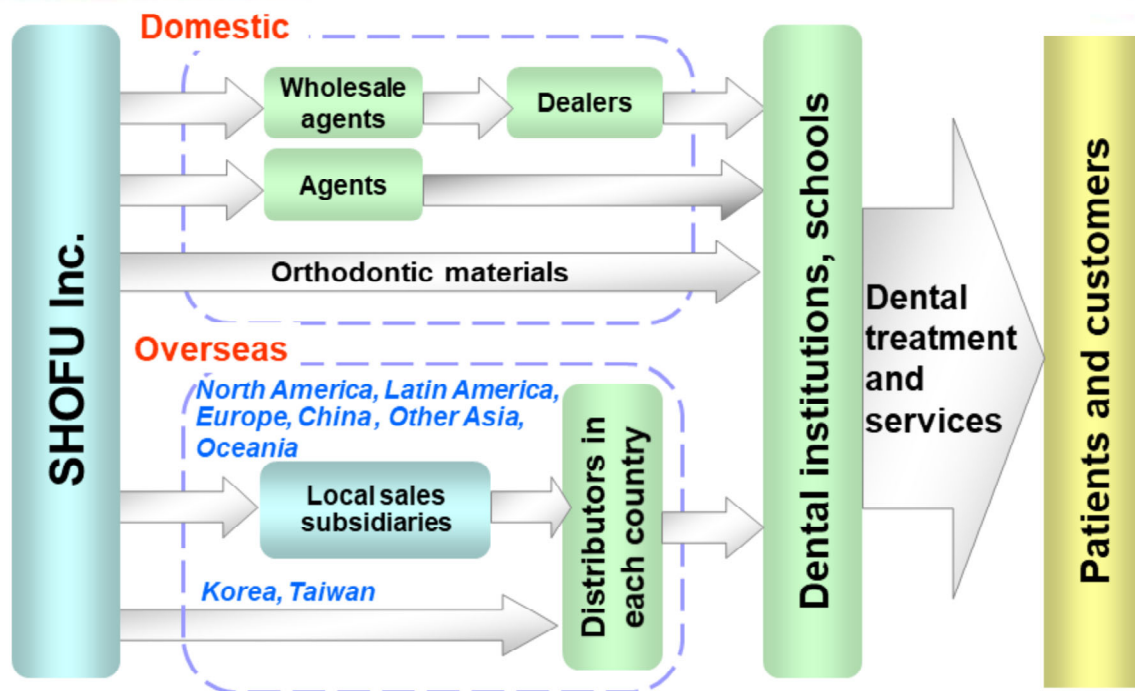 SHOFU Inc.
Domestic
Wholesale
agents
Dealers
Agents
Orthodontic materials
Overseas
North America, Latin America,
Europe, China, Other Asia,
Oceania
Local sales
subsidiaries
Korea, Taiwan
Distributors in
each country
Dental institutions, schools
Dental
treatment
and
services
Patients and customers